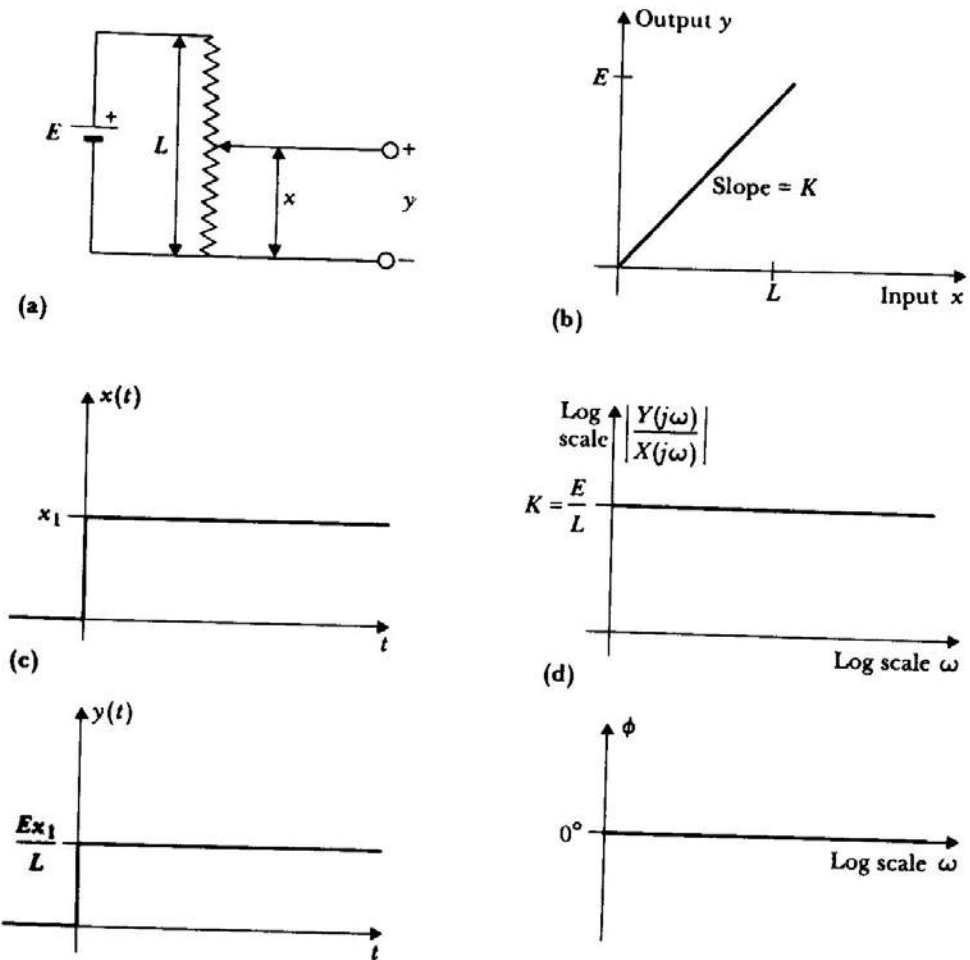 E
+
L
x
+
y
−
(a)
Output y
E
Slope = K
L
Input x
(b)
x(t)
x₁
t
(c)
Log
scale
|Y(jω)/X(jω)|
K = E/L
Log scale ω
(d)
y(t)
Ex₁/L
t
ϕ
0°
Log scale ω